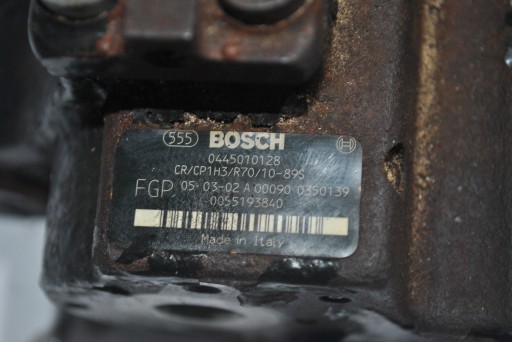 555 BOSCH
0445010128
CR/CP1H3/R70/10-89S
FGP 05-03-02 A 00090 0350139
0055193840
Made in Italy